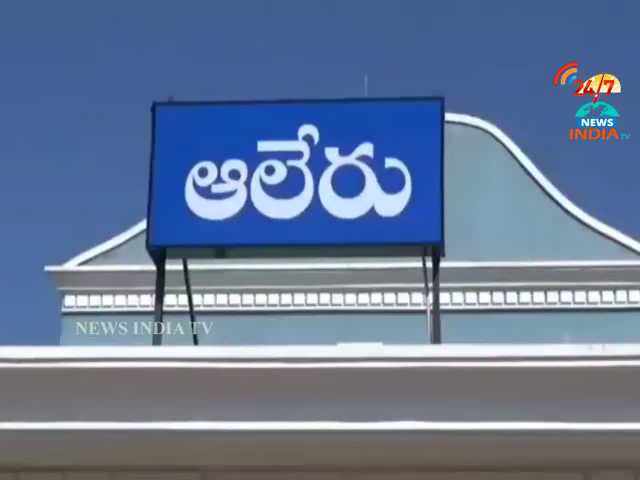 24/7
NEWS
INDIA TV
ఆలేరు
NEWS INDIA TV